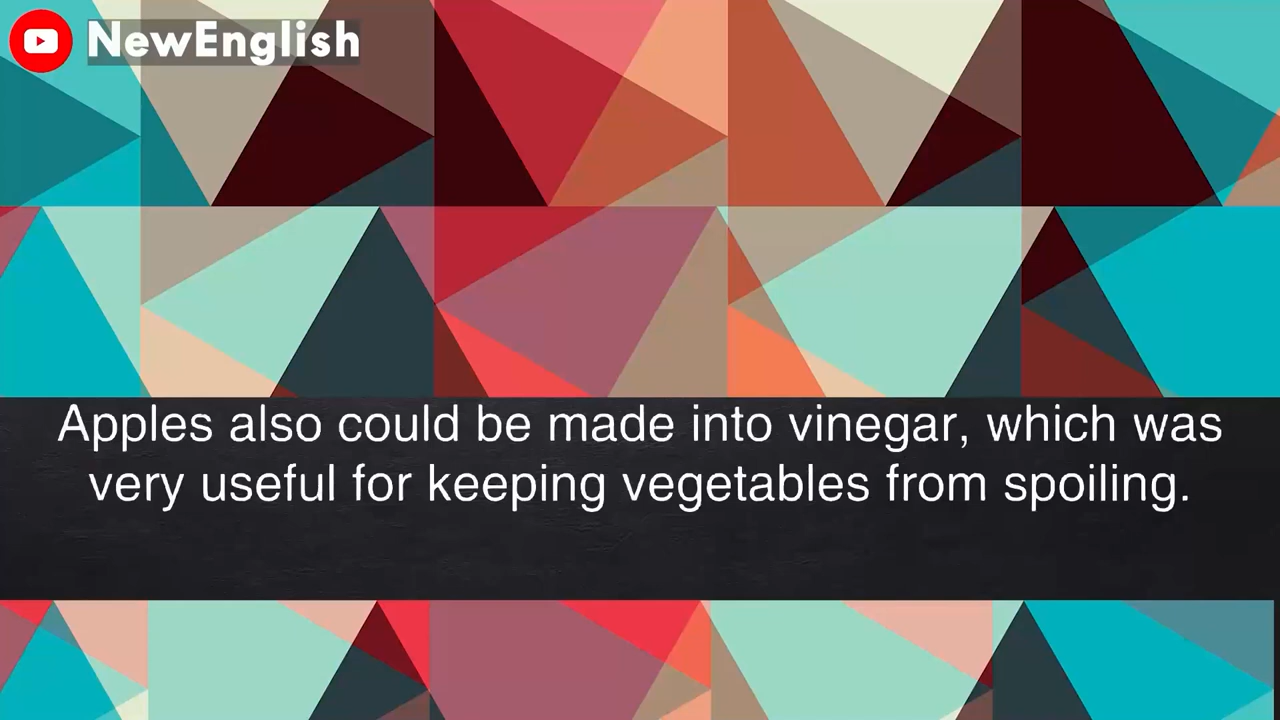 NewEnglish
Apples also could be made into vinegar, which was
very useful for keeping vegetables from spoiling.